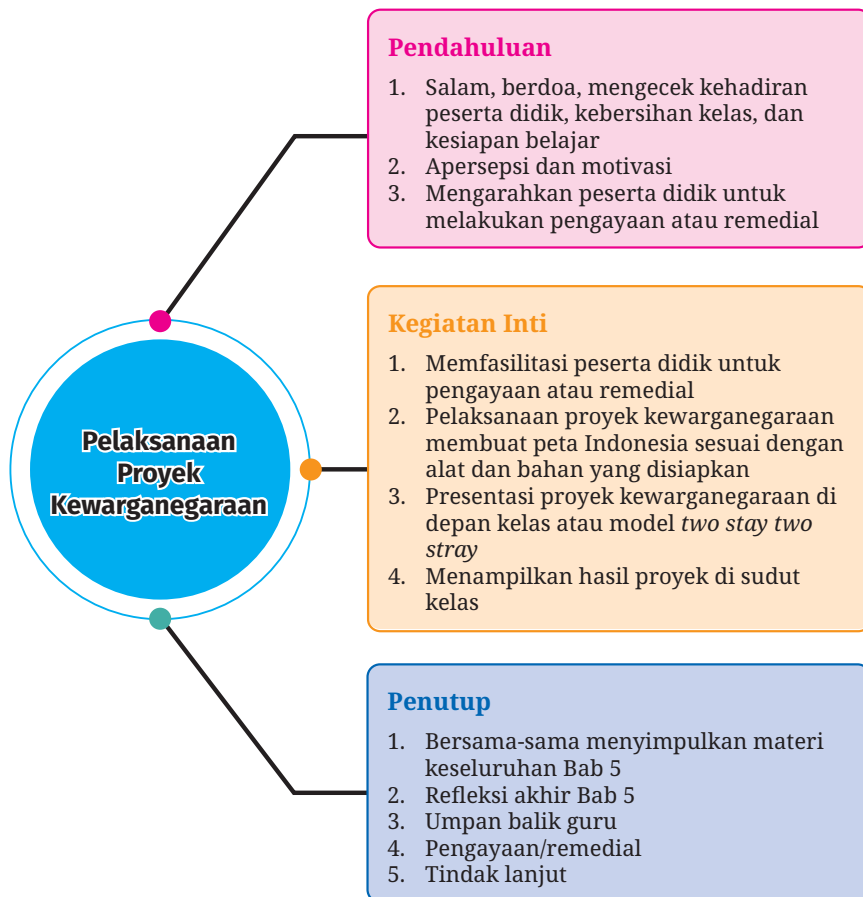 Pendahuluan
1. Salam, berdoa, mengecek kehadiran
peserta didik, kebersihan kelas, dan
kesiapan belajar
2. Apersepsi dan motivasi
3. Mengarahkan peserta didik untuk
melakukan pengayaan atau remedial
Pelaksanaan
Proyek
Kewarganegaraan
Kegiatan Inti
1. Memfasilitasi peserta didik untuk
pengayaan atau remedial
2. Pelaksanaan proyek kewarganegaraan
membuat peta Indonesia sesuai dengan
alat dan bahan yang disiapkan
3. Presentasi proyek kewarganegaraan di
depan kelas atau model two stay two
stray
4. Menampilkan hasil proyek di sudut
kelas
Penutup
1. Bersama-sama menyimpulkan materi
keseluruhan Bab 5
2. Refleksi akhir Bab 5
3. Umpan balik guru
4. Pengayaan/remedial
5. Tindak lanjut